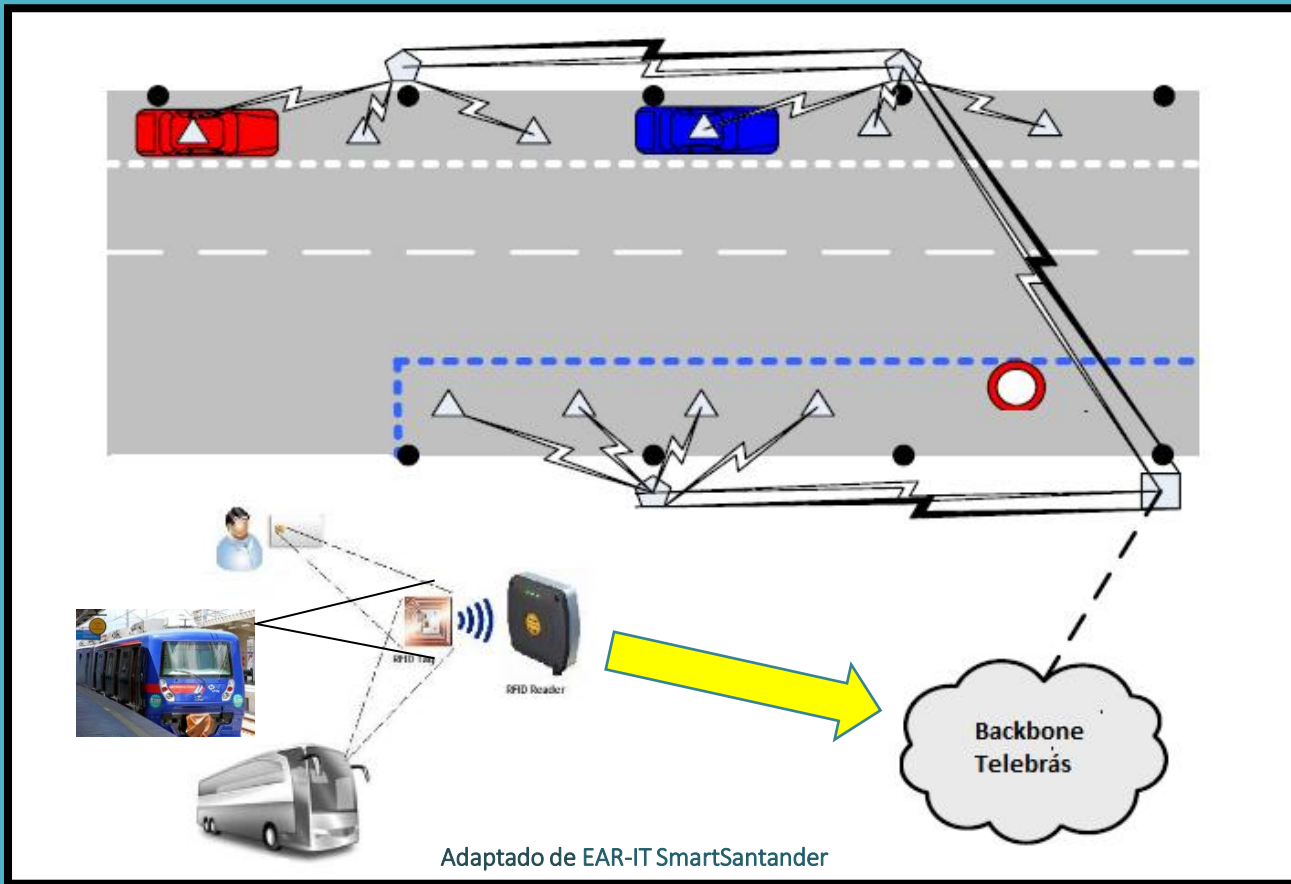 RFID Tag
RFID Reader
Backbone
Telebrás
Adaptado de EAR-IT SmartSantander